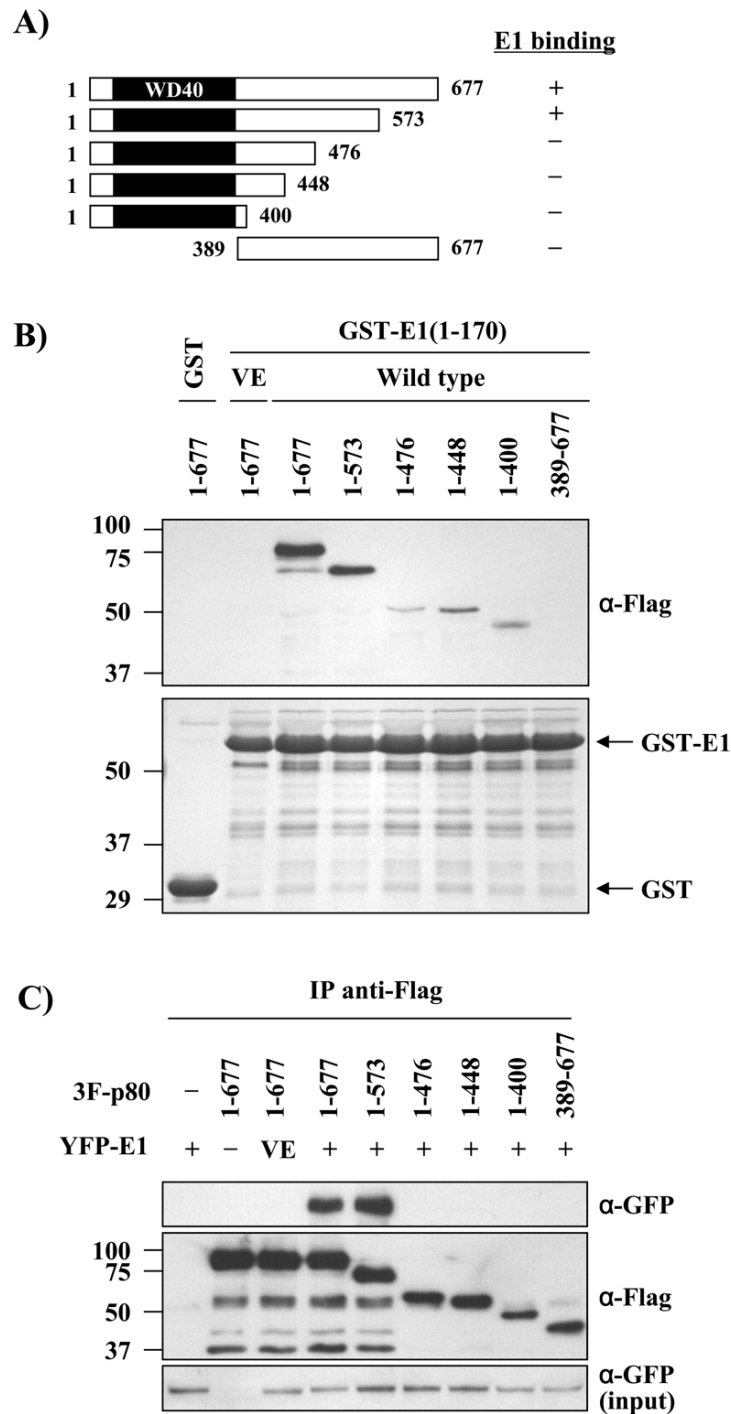 A)
E1 binding
1 WD40 677 +
1 573 +
1 476 –
1 448 –
1 400 –
389 677 –
B)
GST-E1(1-170)
GST VE Wild type
1-677 1-677 1-677 1-573 1-476 1-448 1-400 389-677
100
75
50
37
α-Flag
50
37
29
GST-E1
GST
C)
IP anti-Flag
3F-p80 – 1-677 1-677 1-677 1-573 1-476 1-448 1-400 389-677
YFP-E1 + – VE + + + + + +
α-GFP
100
75
50
37
α-Flag
α-GFP
(input)